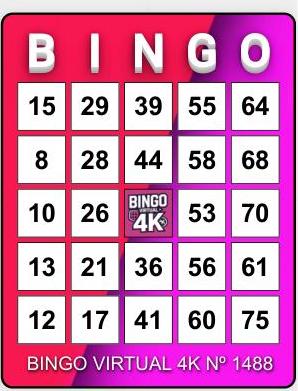 B I N G O
15 29 39 55 64
8 28 44 58 68
10 26 BINGO VIRTUAL 4K 53 70
13 21 36 56 61
12 17 41 60 75
BINGO VIRTUAL 4K Nº 1488